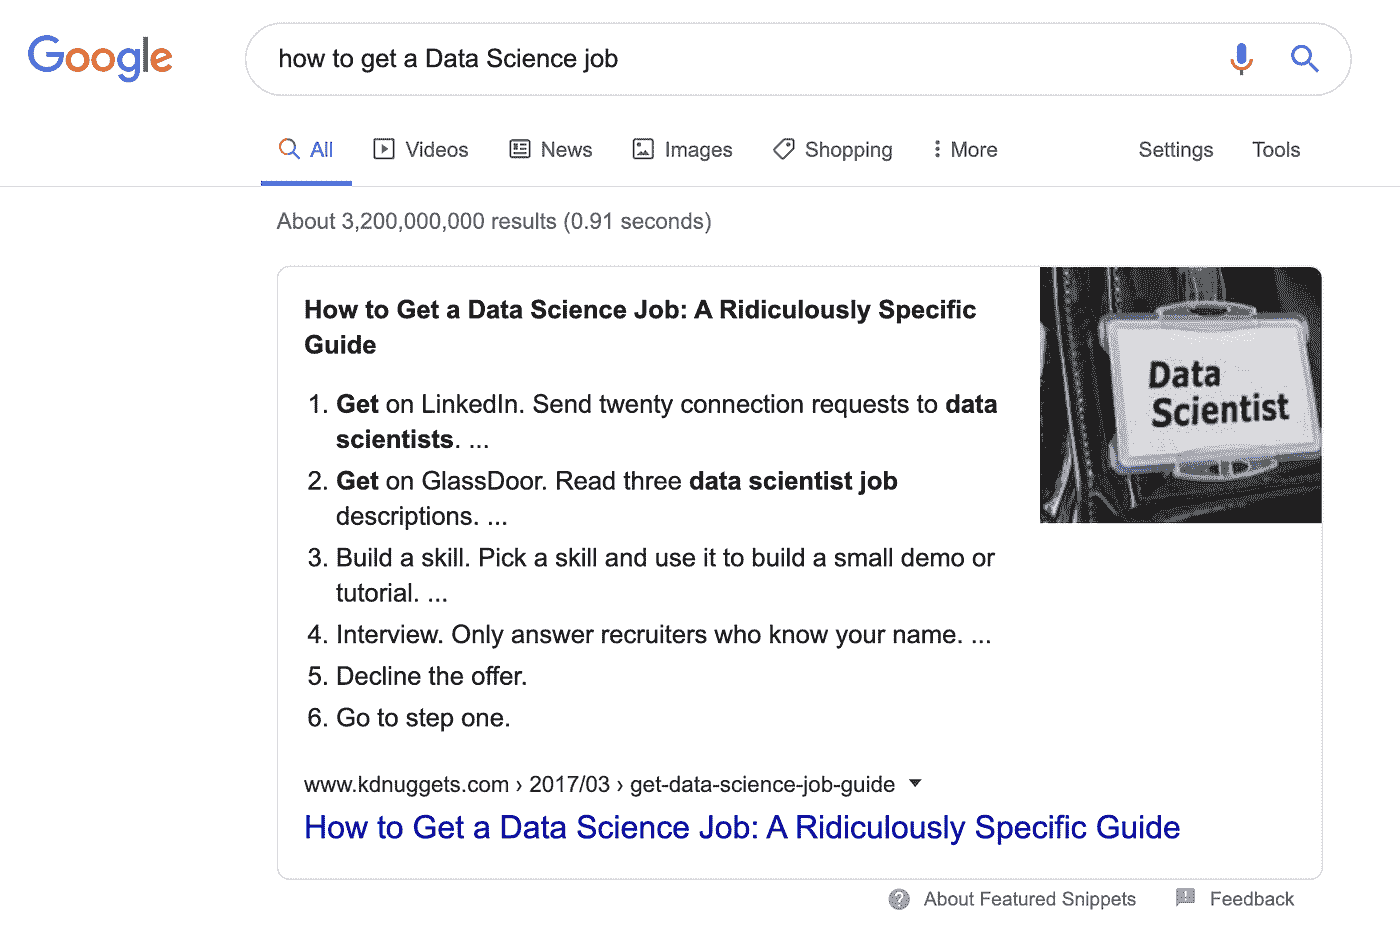 Google
how to get a Data Science job
All Videos News Images Shopping More Settings Tools
About 3,200,000,000 results (0.91 seconds)
How to Get a Data Science Job: A Ridiculously Specific
Guide
1. Get on LinkedIn. Send twenty connection requests to data
scientists. ...
2. Get on GlassDoor. Read three data scientist job
descriptions. ...
3. Build a skill. Pick a skill and use it to build a small demo or
tutorial. ...
4. Interview. Only answer recruiters who know your name. ...
5. Decline the offer.
6. Go to step one.
Data
Scientist
www.kdnuggets.com › 2017/03 › get-data-science-job-guide
How to Get a Data Science Job: A Ridiculously Specific Guide
About Featured Snippets Feedback